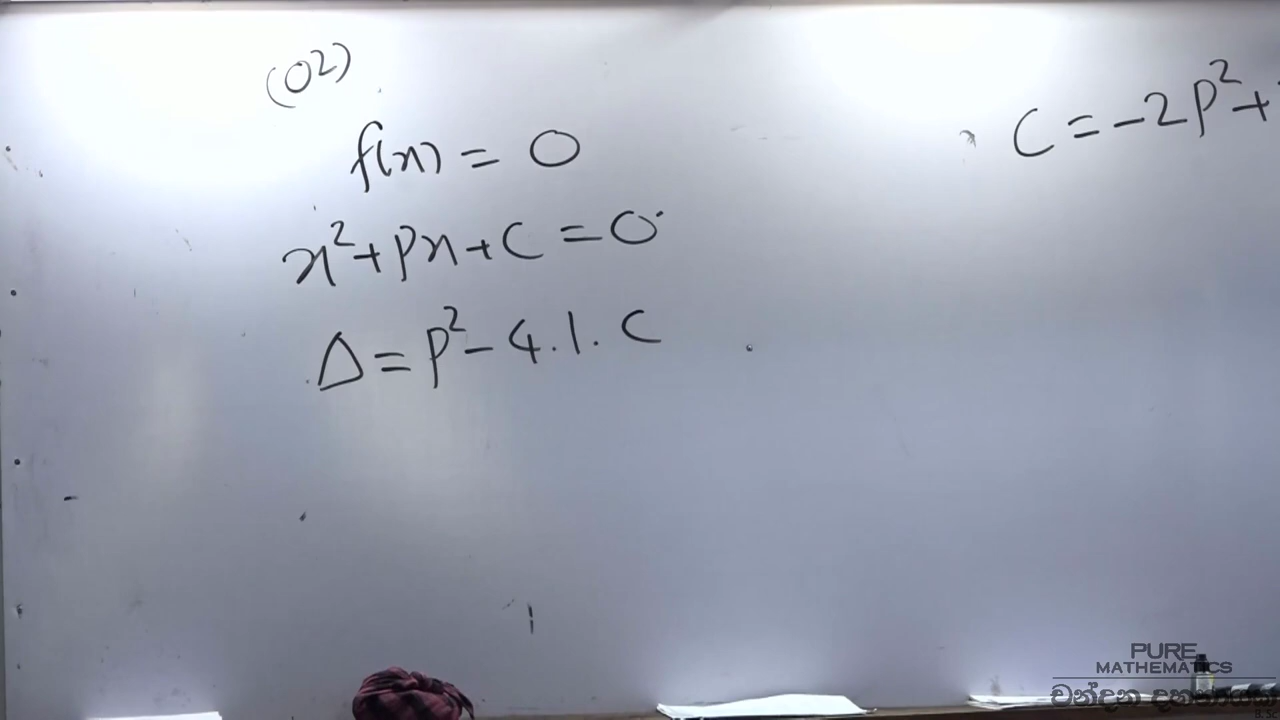 (02)
f(x) = 0
x²+px+c=0
Δ=p²-4.1.c
c=-2p²+
PURE
MATHEMATICS